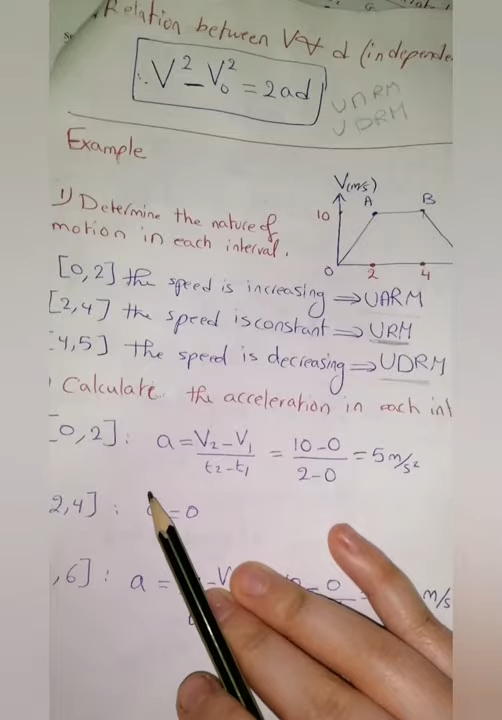 Relation between V & d (independe
V² - V₀² = 2ad
UARM
UDRM
Example
V(m/s)
A B
10
0 2 4
1) Determine the nature of
motion in each interval.
[0, 2] the speed is increasing ⇒ UARM
[2, 4] the speed is constant ⇒ URM
4, 5] the speed is decreasing ⇒ UDRM
Calculate the acceleration in each int
[0, 2] : a = V₂ - V₁ / t₂ - t₁ = 10 - 0 / 2 - 0 = 5 m/s²
2, 4] : = 0
, 6] : a = - V - 0 = m/s